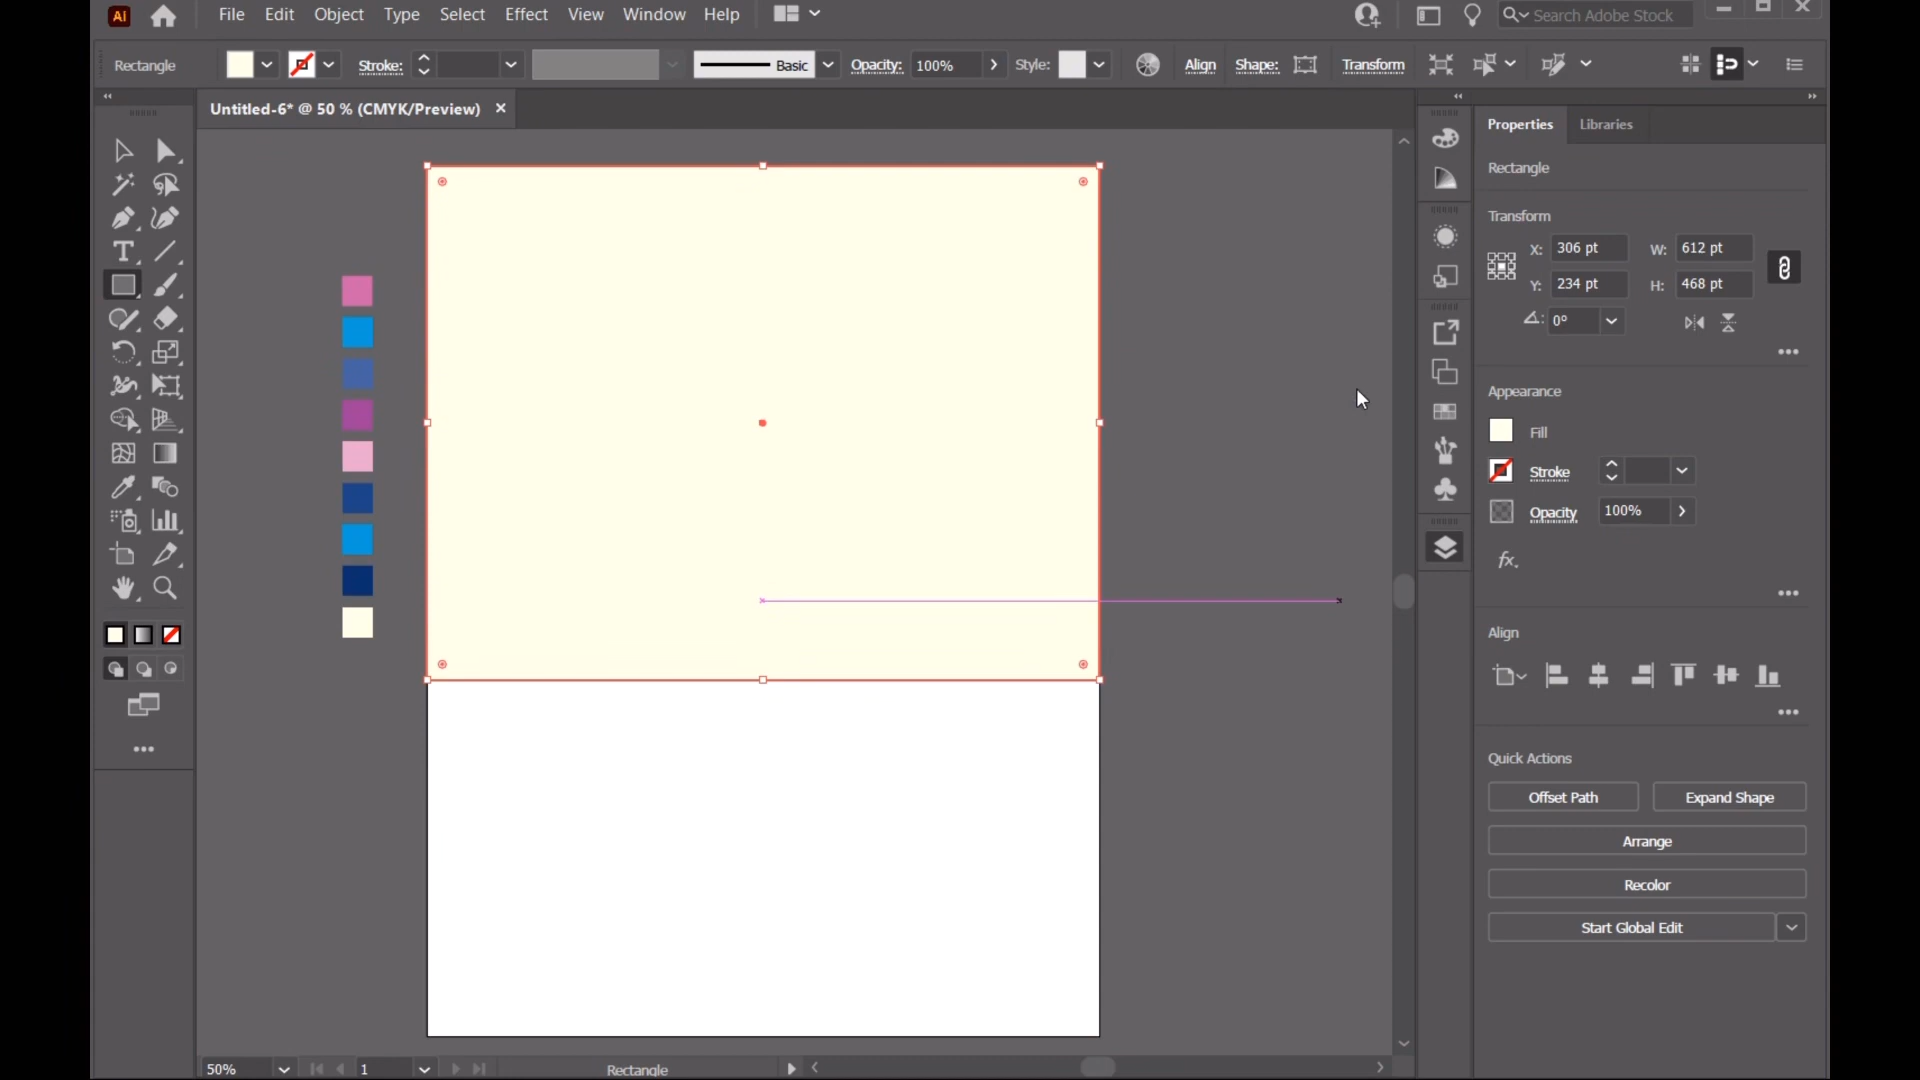 Ai File Edit Object Type Select Effect View Window Help Search Adobe Stock
Rectangle Stroke: Basic Opacity: 100% Style: Align Shape: Transform
Untitled-6* @ 50 % (CMYK/Preview) ×
Properties Libraries
Rectangle
Transform
X: 306 pt W: 612 pt
Y: 234 pt H: 468 pt
0°
Appearance
Fill
Stroke
Opacity 100%
fx.
Align
Quick Actions
Offset Path Expand Shape
Arrange
Recolor
Start Global Edit
50% 1 Rectangle